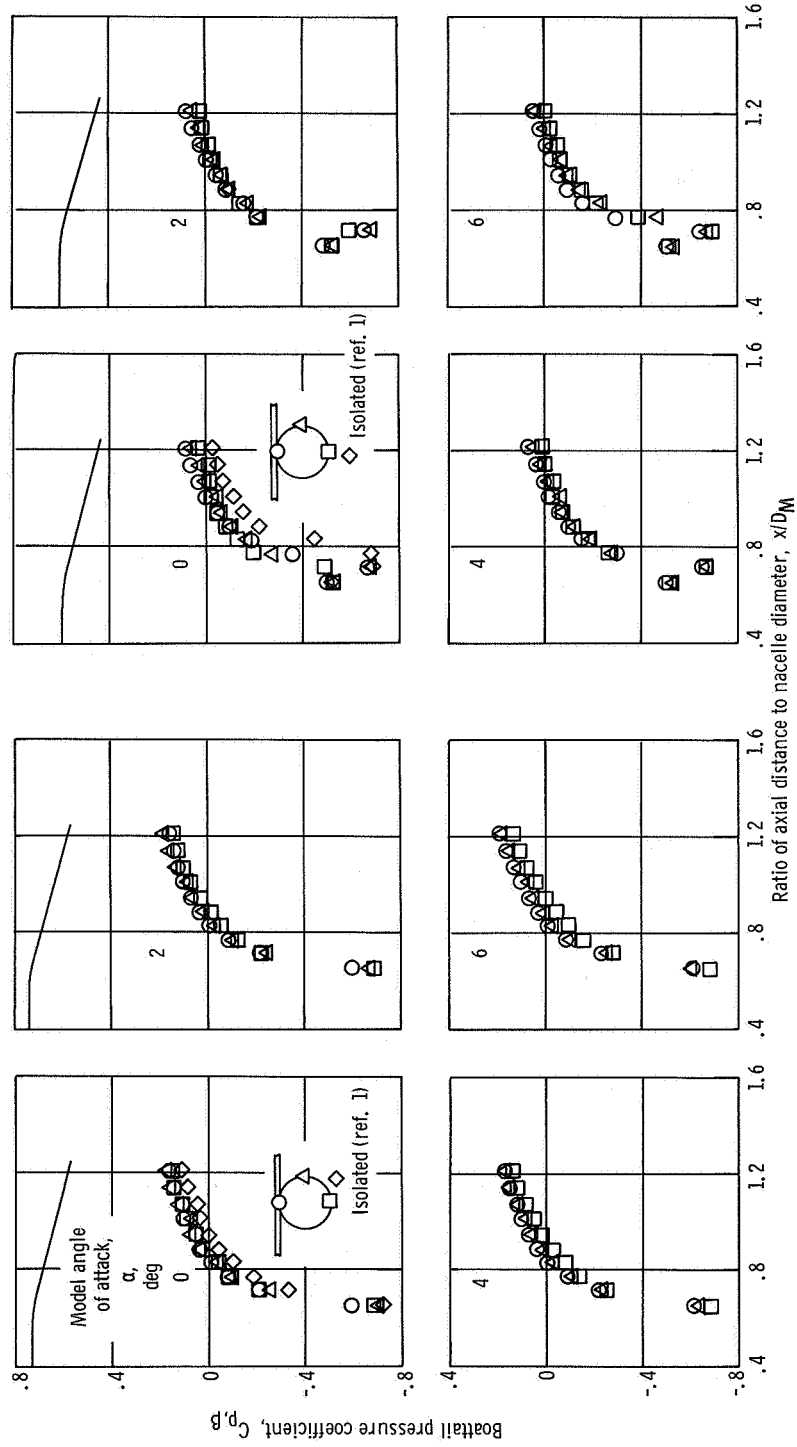 .8
.4
0
-.4
-.8
Model angle
of attack,
α,
deg
0
Isolated (ref. 1)
2
0
Isolated (ref. 1)
2
.4
0
-.4
-.8
4
6
4
6
.4 .8 1.2 1.6
.4 .8 1.2 1.6
.4 .8 1.2 1.6
.4 .8 1.2 1.6
Boattail pressure coefficient, Cp,β
Ratio of axial distance to nacelle diameter, x/DM